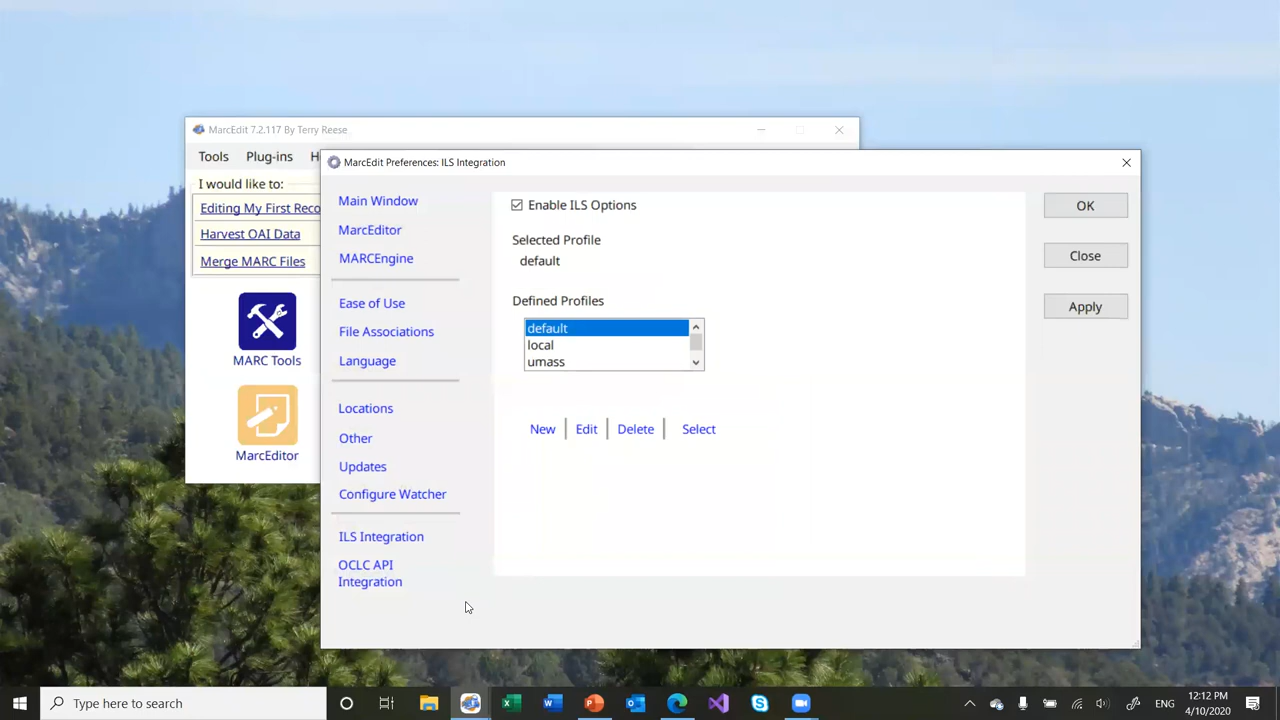 MarcEdit 7.2.117 By Terry Reese
Tools Plug-ins H
I would like to:
Editing My First Reco
Harvest OAI Data
Merge MARC Files
MARC Tools
MarcEditor
MarcEdit Preferences: ILS Integration
Main Window
MarcEditor
MARCEngine
Ease of Use
File Associations
Language
Locations
Other
Updates
Configure Watcher
ILS Integration
OCLC API
Integration
Enable ILS Options
Selected Profile
default
Defined Profiles
default
local
umass
New Edit Delete Select
OK
Close
Apply
Type here to search
ENG
12:12 PM
4/10/2020